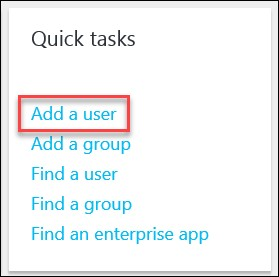 Quick tasks
Add a user
Add a group
Find a user
Find a group
Find an enterprise app